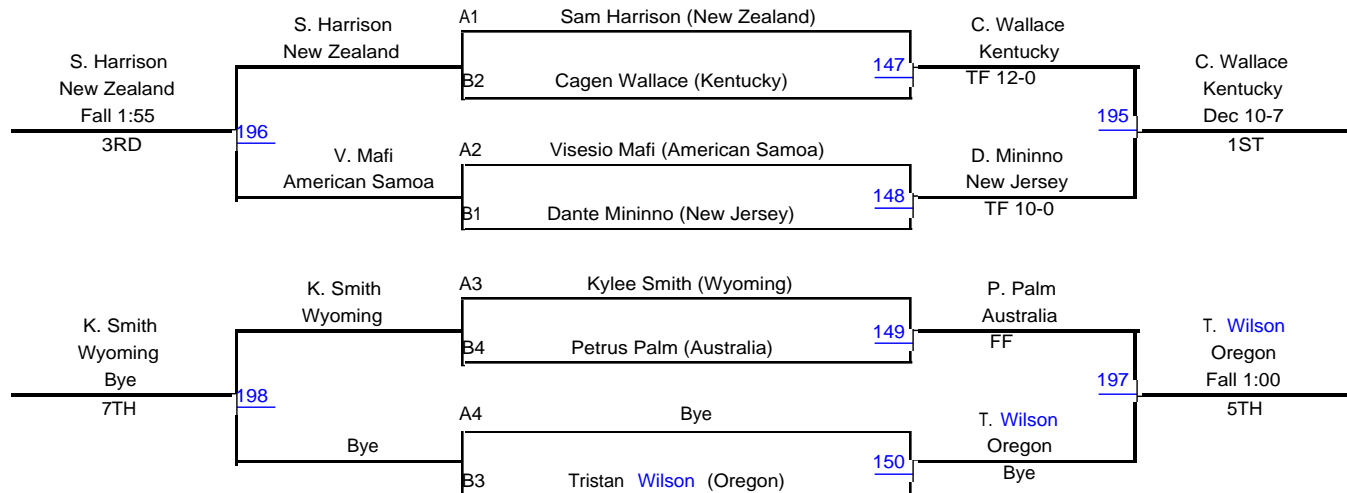 A1 Sam Harrison (New Zealand)
S. Harrison
New Zealand
C. Wallace
Kentucky
147
TF 12-0
B2 Cagen Wallace (Kentucky)
S. Harrison
New Zealand
Fall 1:55
3RD
196
195
C. Wallace
Kentucky
Dec 10-7
1ST
V. Mafi
American Samoa
A2 Visesio Mafi (American Samoa)
D. Mininno
New Jersey
148
TF 10-0
B1 Dante Mininno (New Jersey)
A3 Kylee Smith (Wyoming)
K. Smith
Wyoming
P. Palm
Australia
149
FF
B4 Petrus Palm (Australia)
K. Smith
Wyoming
Bye
7TH
198
197
T. Wilson
Oregon
Fall 1:00
5TH
A4 Bye
Bye
T. Wilson
Oregon
150
Bye
B3 Tristan Wilson (Oregon)